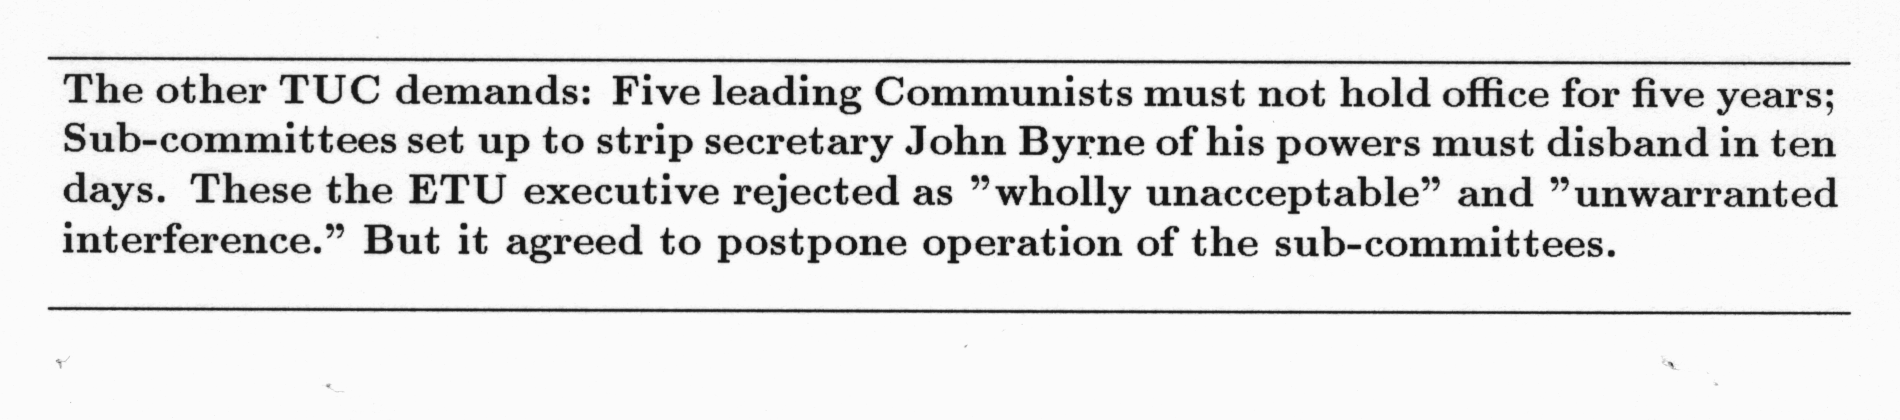 The other TUC demands: Five leading Communists must not hold office for five years;
Sub-committees set up to strip secretary John Byrne of his powers must disband in ten
days. These the ETU executive rejected as ”wholly unacceptable” and ”unwarranted
interference.” But it agreed to postpone operation of the sub-committees.